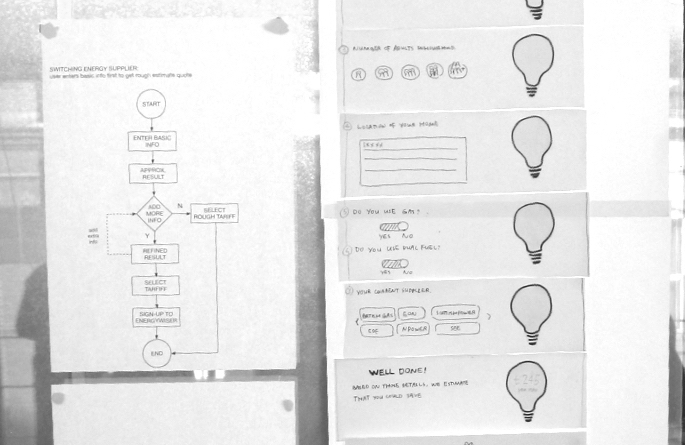 SWITCHING ENERGY SUPPLIER:
user enters basic info first to get rough estimate quote
START
ENTER BASIC
INFO
APPROX.
RESULT
ADD
MORE
INFO
N
SELECT
ROUGH TARIFF
Y
add
extra
info
REFINED
RESULT
SELECT
TARIFF
SIGN-UP TO
ENERGYWISER
END
NUMBER OF ADULTS
LOCATION OF YOUR HOME
DO YOU USE GAS?
YES NO
DO YOU USE DUAL FUEL?
YES NO
YOUR CURRENT SUPPLIER
BRITISH GAS EON SCOTTISHPOWER
EDF NPOWER SSE
WELL DONE!
BASED ON THESE DETAILS, WE ESTIMATE
THAT YOU COULD SAVE